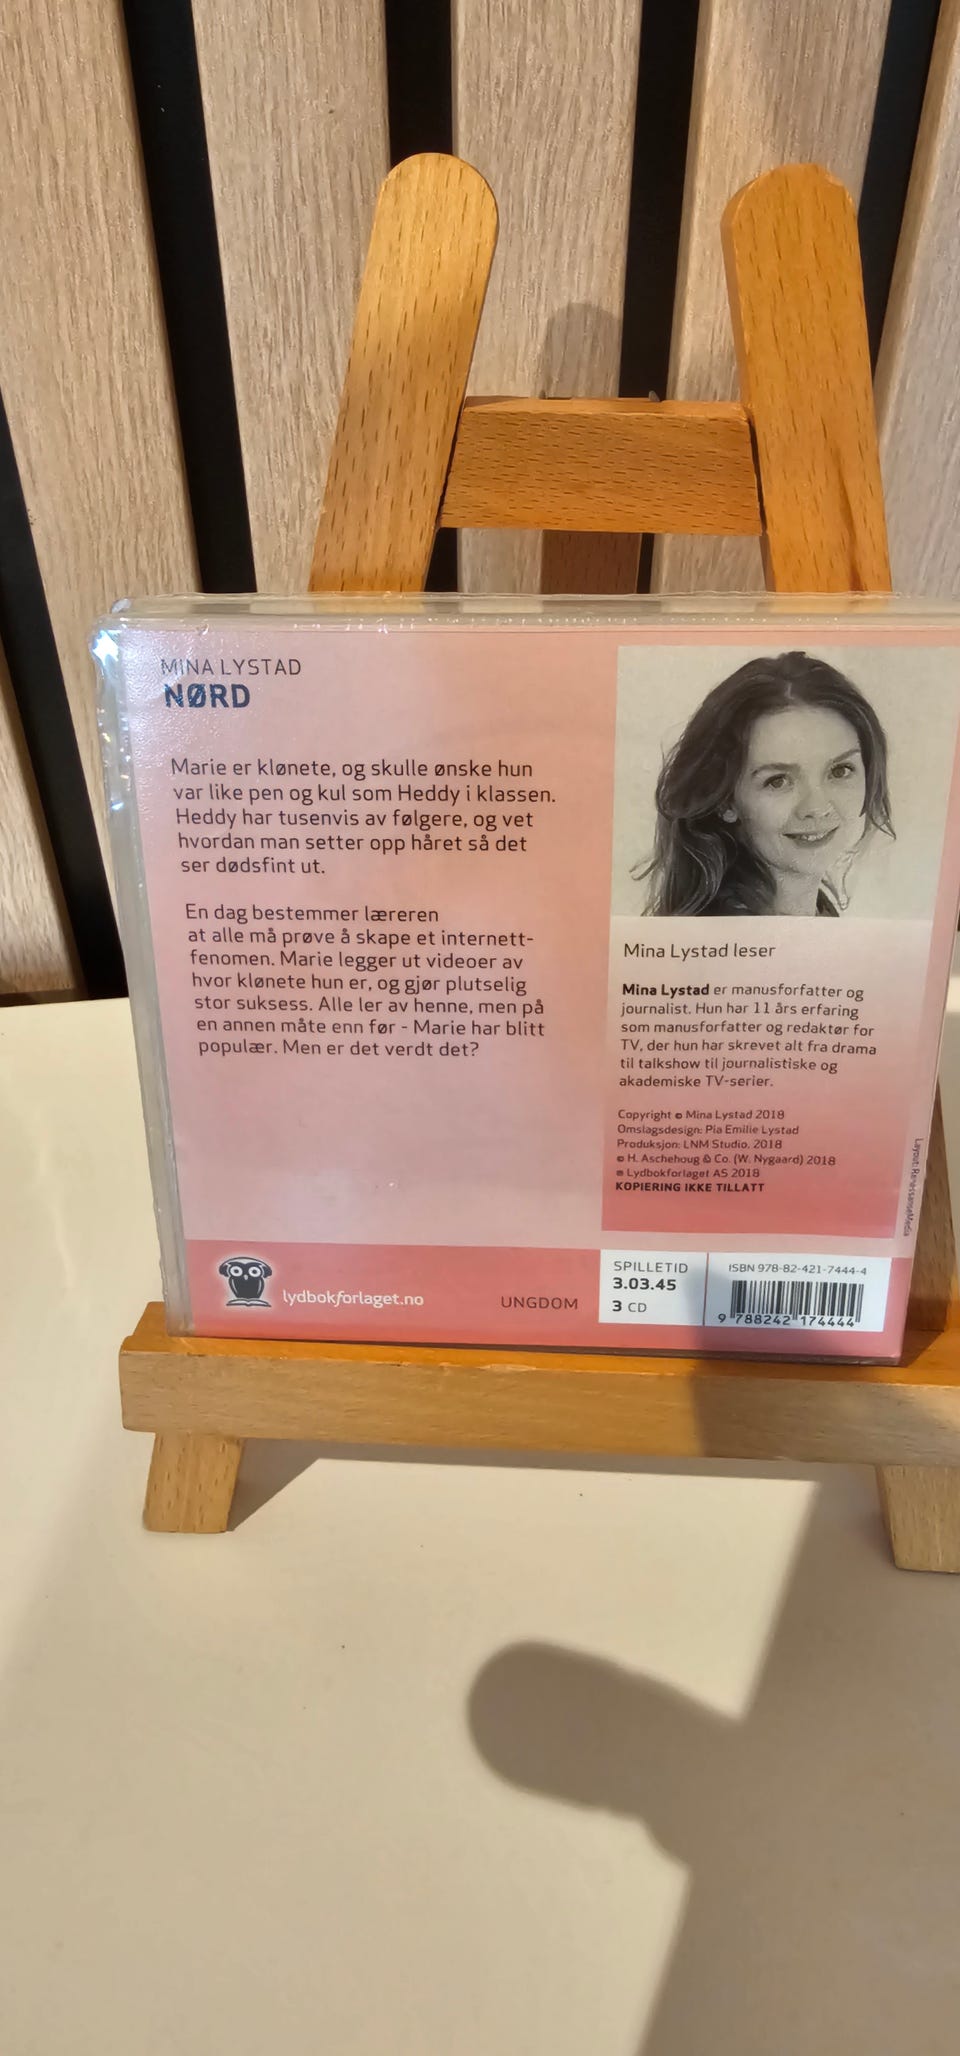 MINA LYSTAD
NØRD
Marie er klønete, og skulle ønske hun
var like pen og kul som Heddy i klassen.
Heddy har tusenvis av følgere, og vet
hvordan man setter opp håret så det
ser dødsfint ut.
En dag bestemmer læreren
at alle må prøve å skape et internett-
fenomen. Marie legger ut videoer av
hvor klønete hun er, og gjør plutselig
stor suksess. Alle ler av henne, men på
en annen måte enn før - Marie har blitt
populær. Men er det verdt det?
Mina Lystad leser
Mina Lystad er manusforfatter og
journalist. Hun har 11 års erfaring
som manusforfatter og redaktør for
TV, der hun har skrevet alt fra drama
til talkshow til journalistiske og
akademiske TV-serier.
Copyright © Mina Lystad 2018
Omslagsdesign: Pia Emilie Lystad
Produksjon: LNM Studio, 2018
© H. Aschehoug & Co. (W. Nygaard) 2018
℗ Lydbokforlaget AS 2018
KOPIERING IKKE TILLATT
Layout: RenessanseMedia
lydbokforlaget.no
UNGDOM
SPILLETID
3.03.45
3 CD
ISBN 978-82-421-7444-4
9 788242 174444